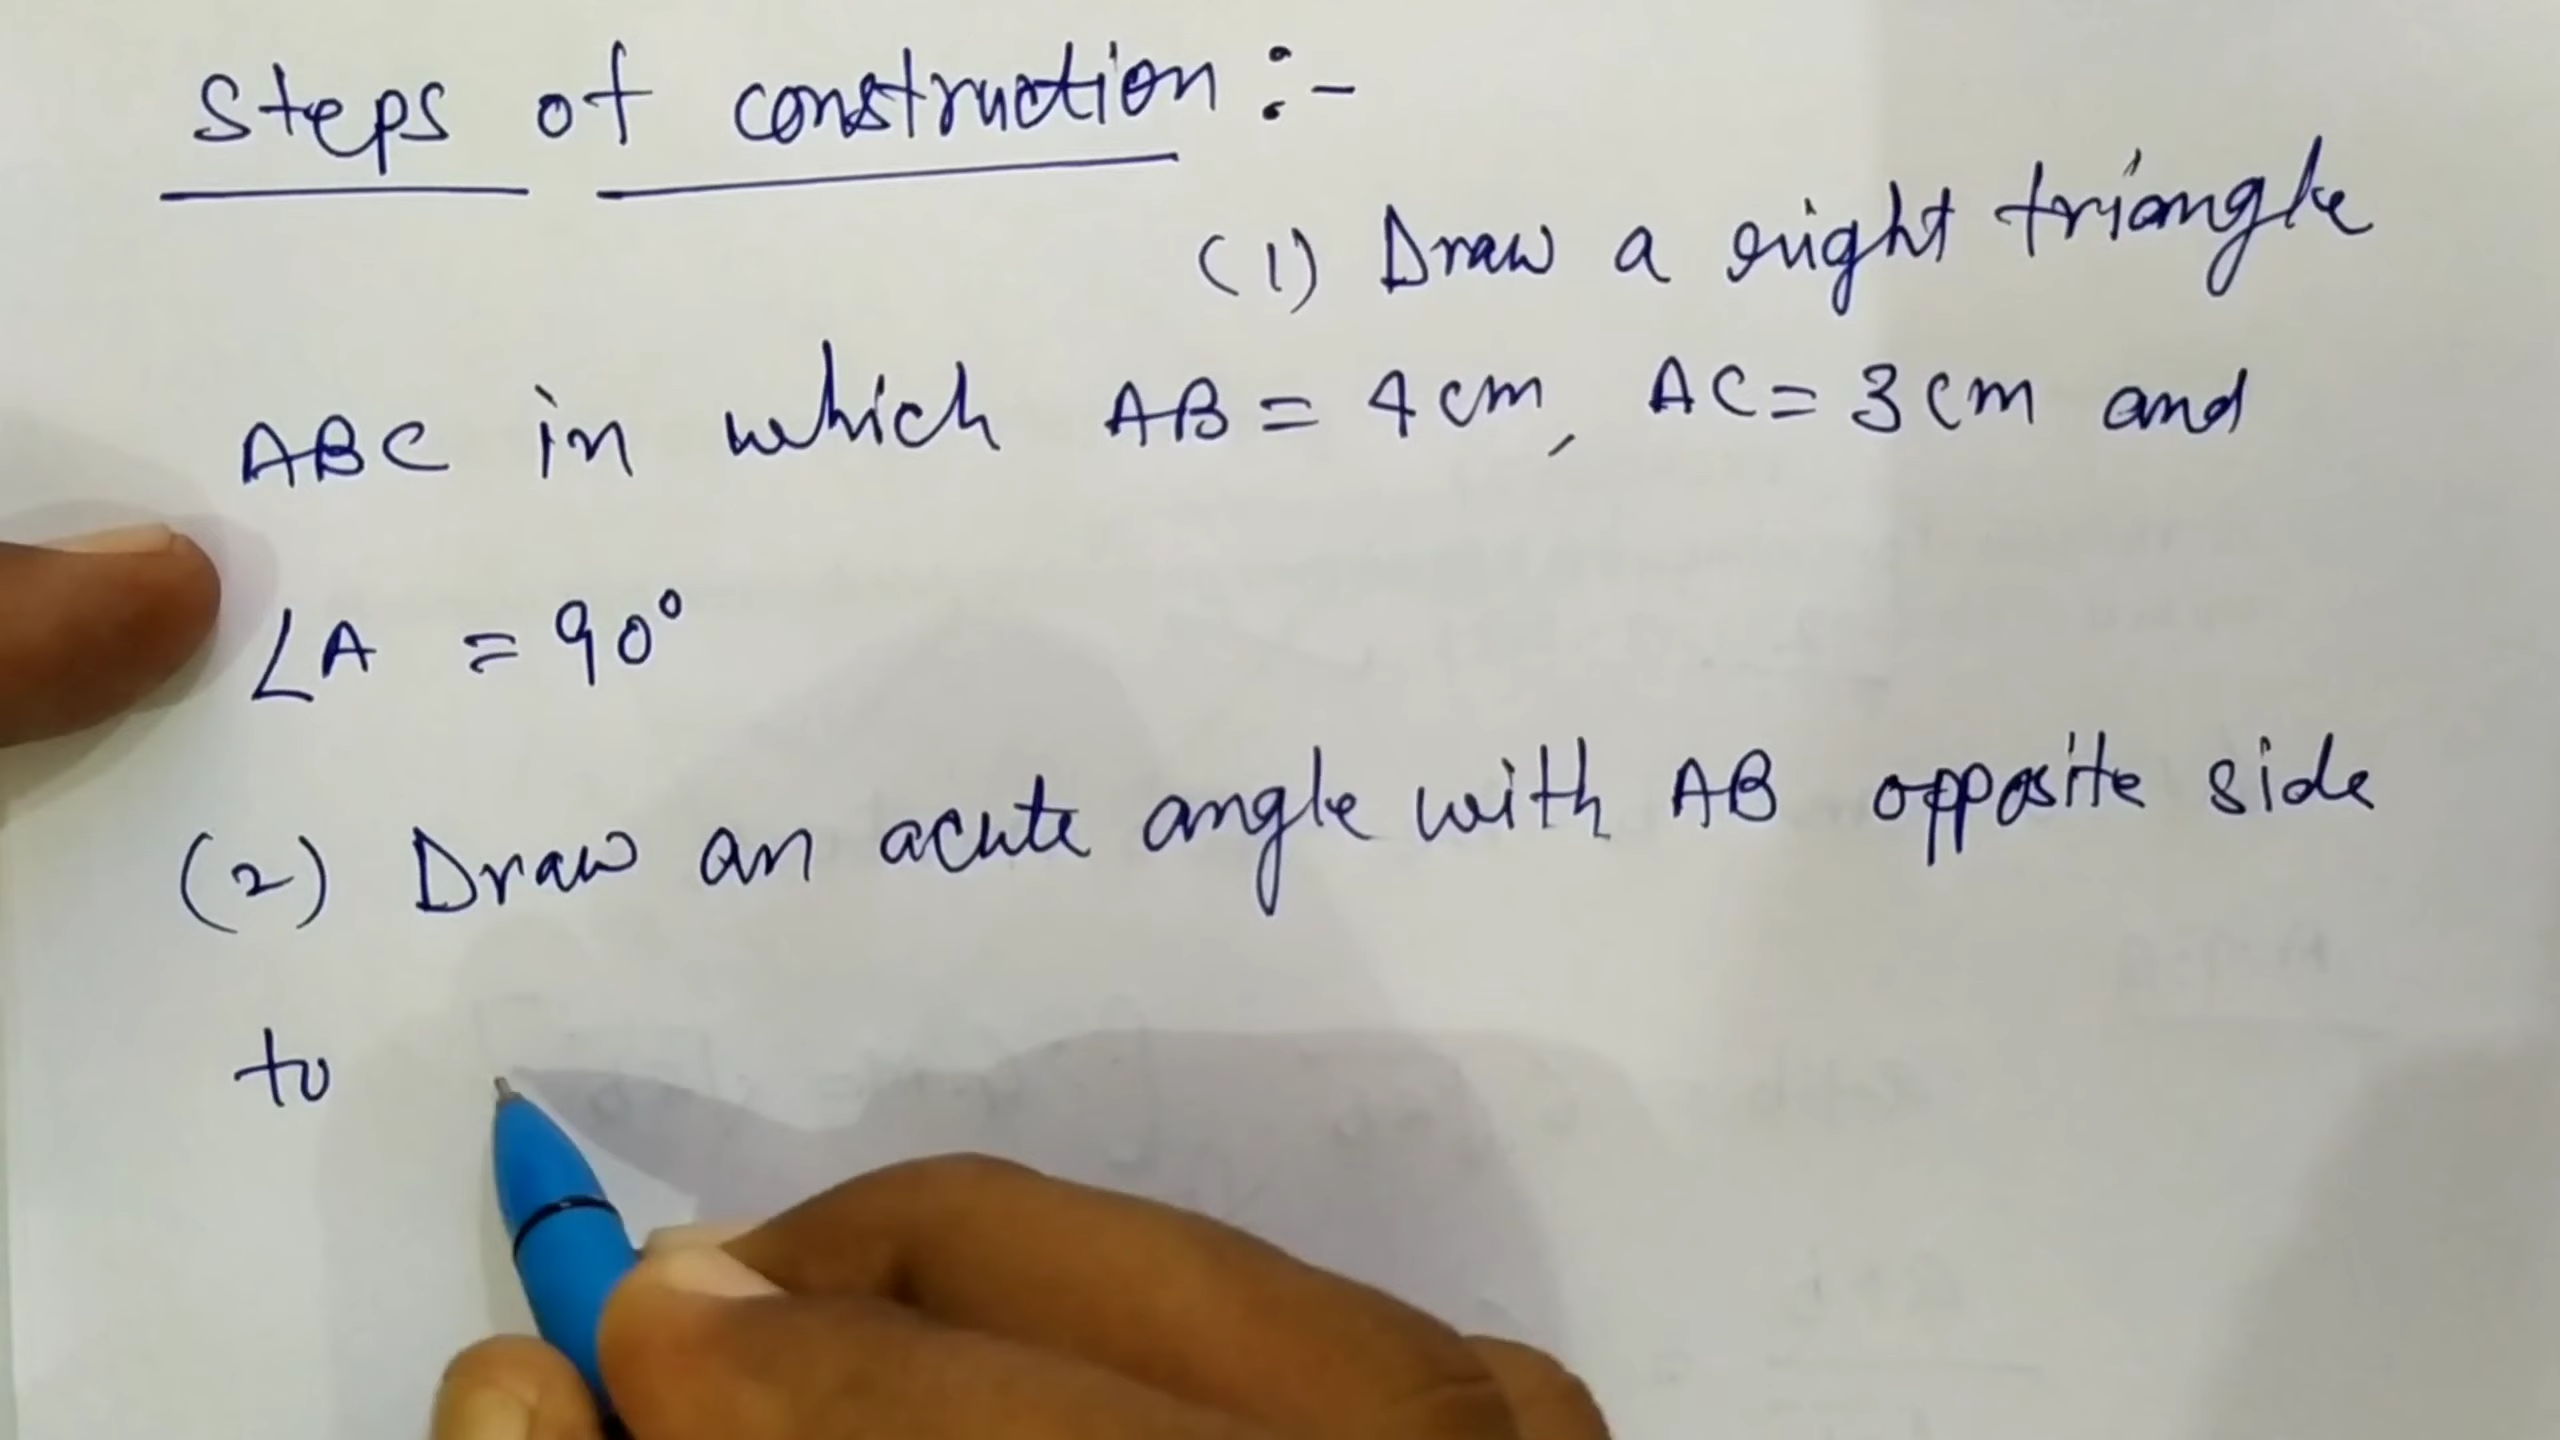 Steps of construction :-
(1) Draw a right triangle
ABC in which AB = 4 cm, AC = 3 cm and
∠A = 90°
(2) Draw an acute angle with AB opposite side
to